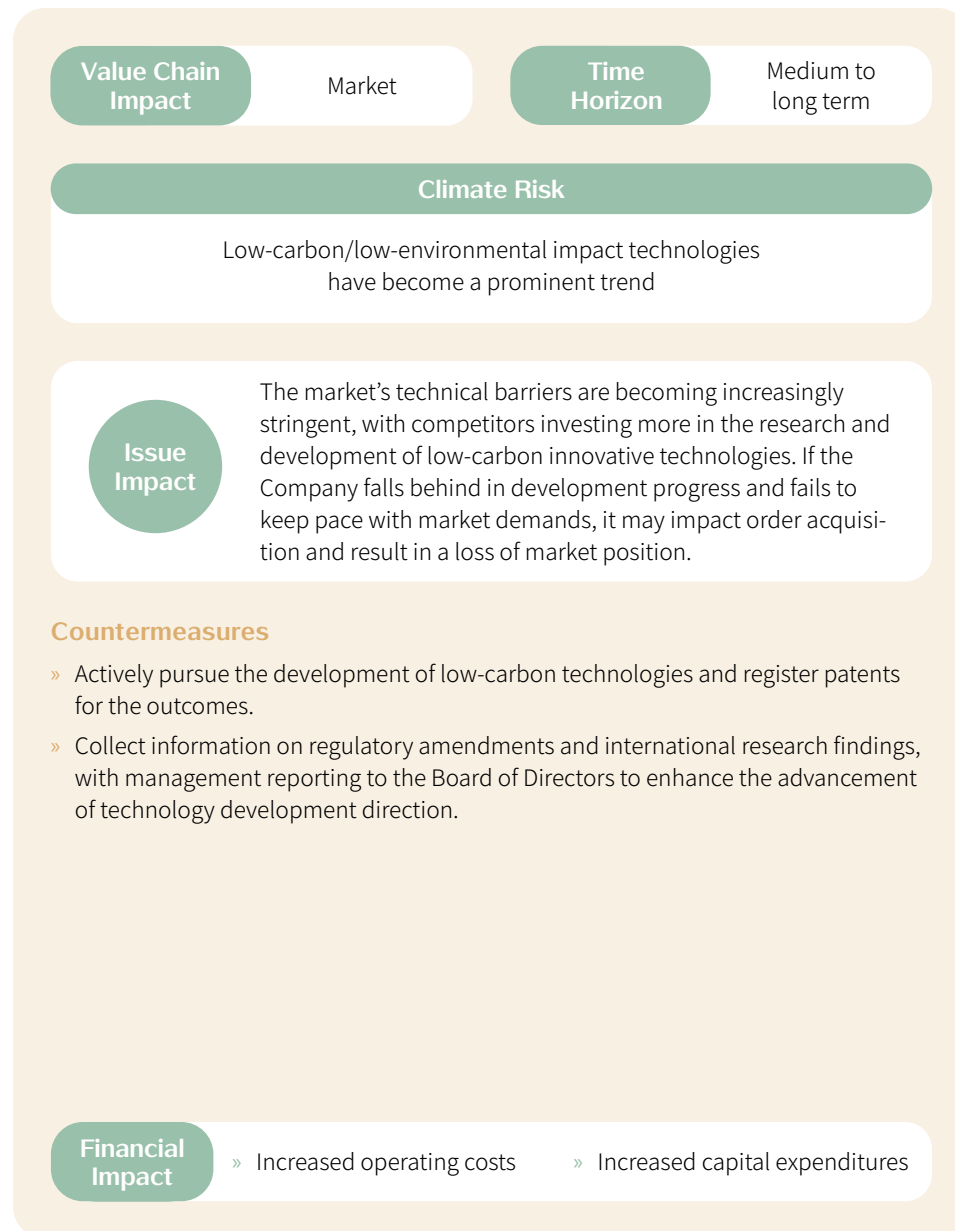 Value Chain
Impact
Market
Time
Horizon
Medium to
long term
Climate Risk
Low-carbon/low-environmental impact technologies
have become a prominent trend
Issue
Impact
The market’s technical barriers are becoming increasingly
stringent, with competitors investing more in the research and
development of low-carbon innovative technologies. If the
Company falls behind in development progress and fails to
keep pace with market demands, it may impact order acquisi-
tion and result in a loss of market position.
Countermeasures
» Actively pursue the development of low-carbon technologies and register patents
for the outcomes.
» Collect information on regulatory amendments and international research findings,
with management reporting to the Board of Directors to enhance the advancement
of technology development direction.
Financial
Impact
» Increased operating costs
» Increased capital expenditures